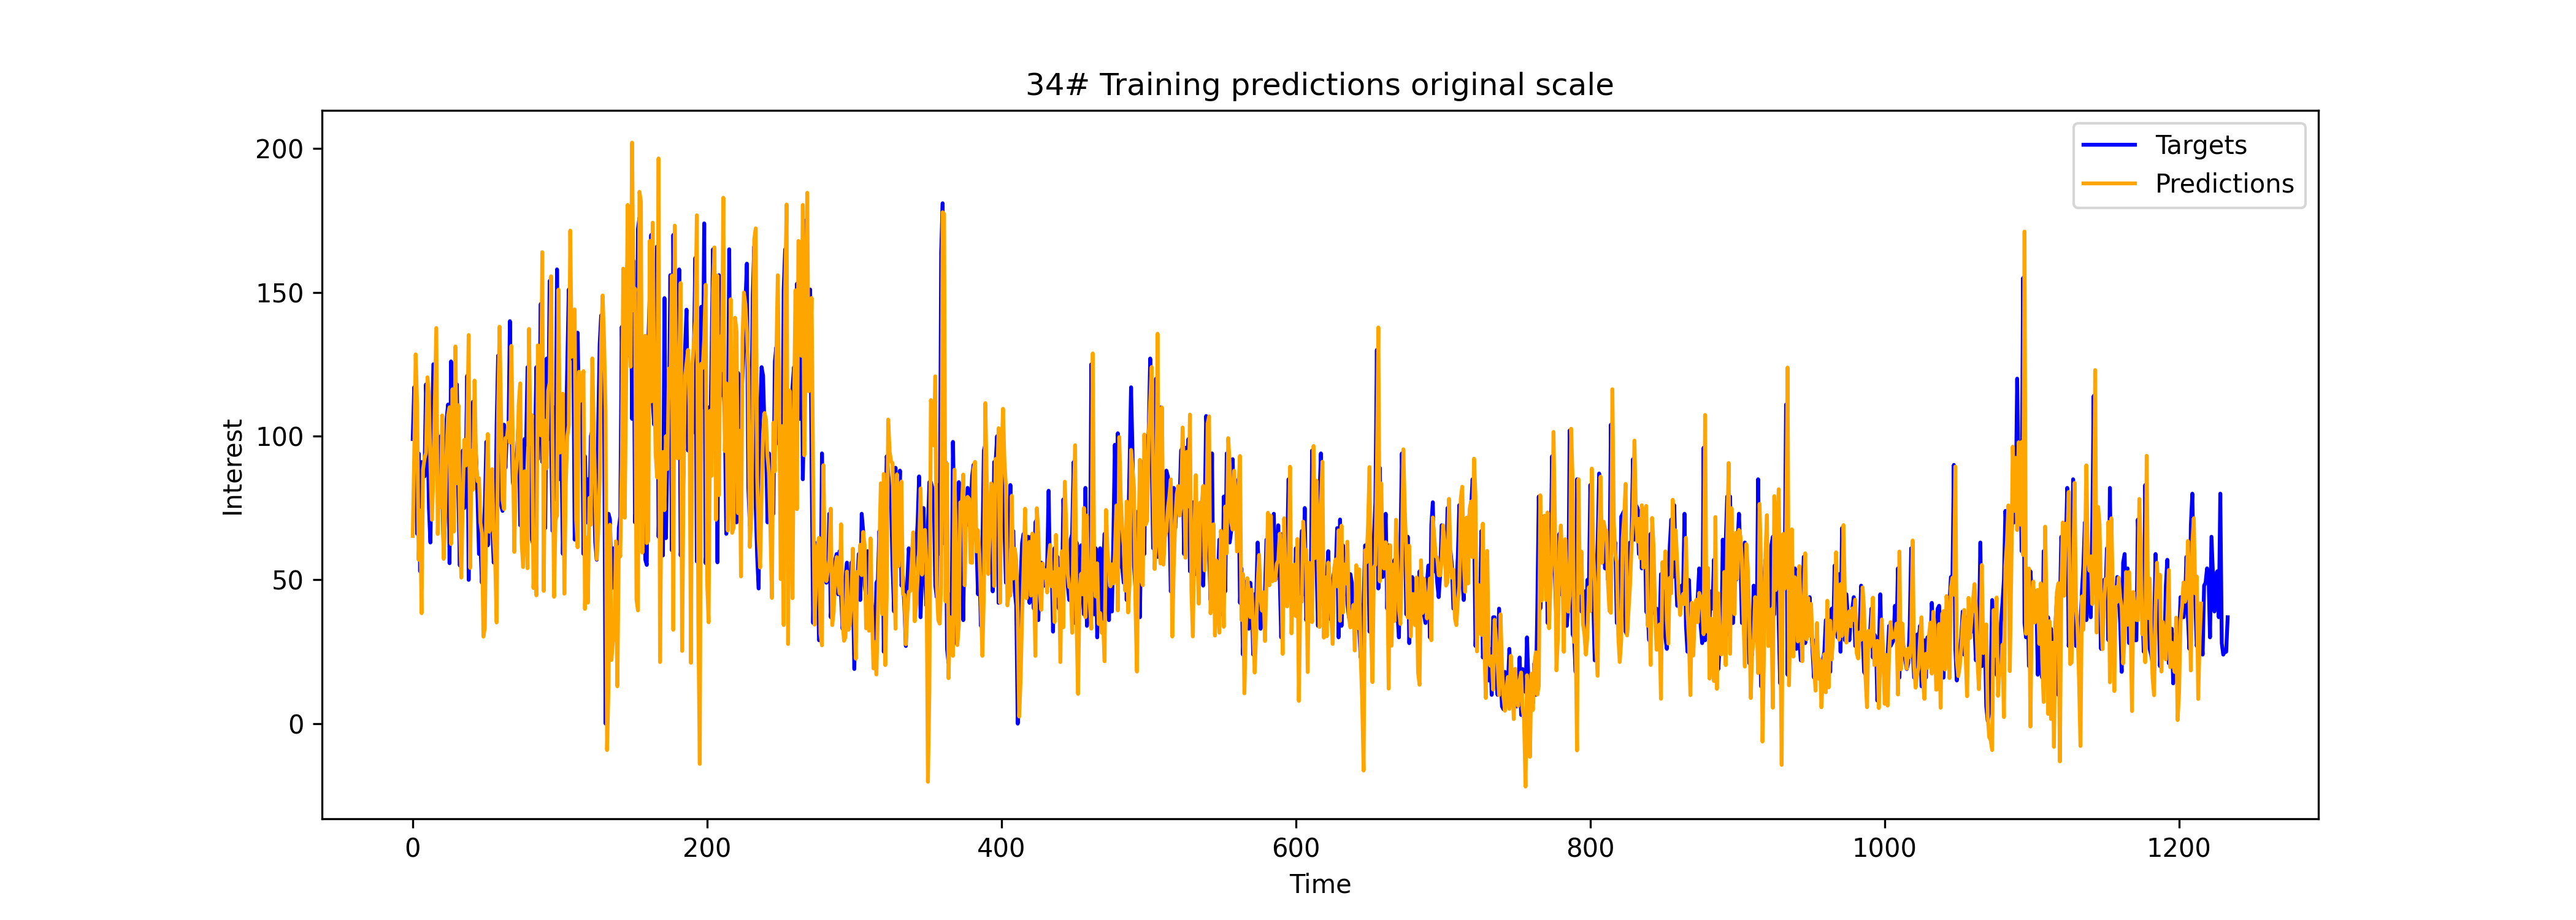 34# Training predictions original scale
Targets
Predictions
Interest
200
150
100
50
0
0 200 400 600 800 1000 1200
Time